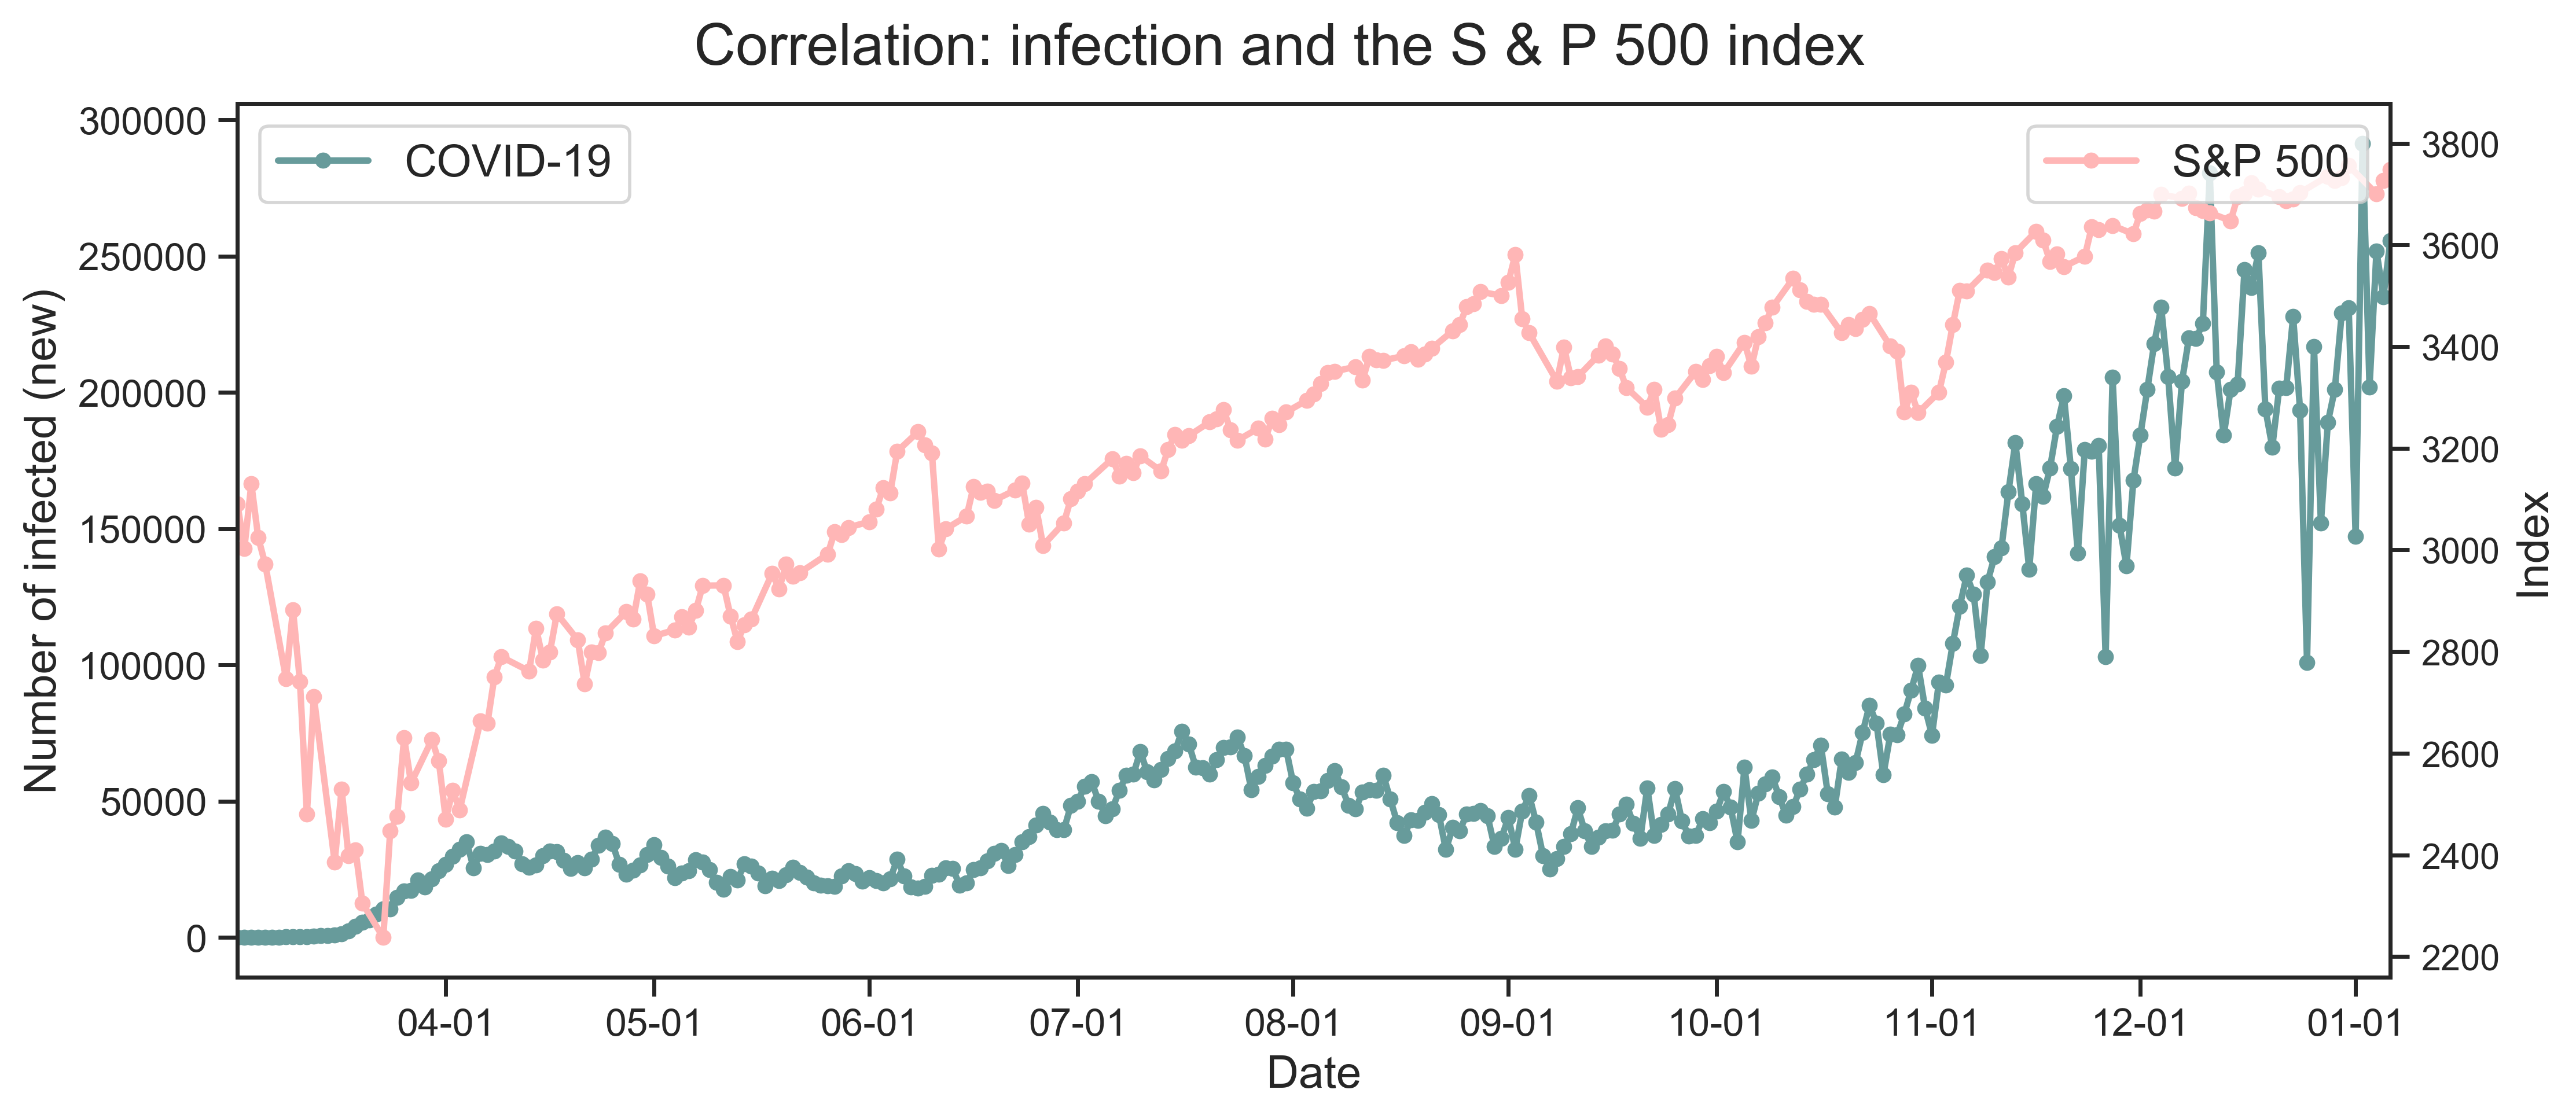 Correlation: infection and the S & P 500 index
COVID-19
S&P 500
Number of infected (new)
300000
250000
200000
150000
100000
50000
0
3800
3600
3400
3200
3000
2800
2600
2400
2200
Index
04-01 05-01 06-01 07-01 08-01 09-01 10-01 11-01 12-01 01-01
Date